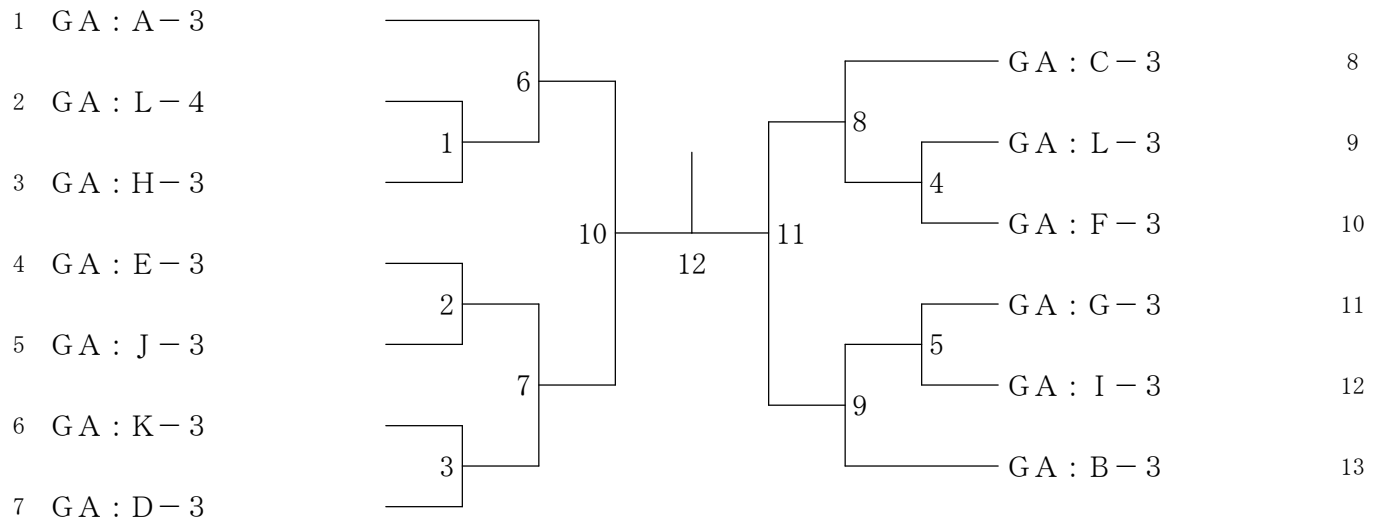 1 GA:A-3
2 GA:L-4
3 GA:H-3
4 GA:E-3
5 GA:J-3
6 GA:K-3
7 GA:D-3
6
1
2
7
3
10
12
11
8
4
5
9
GA:C-3 8
GA:L-3 9
GA:F-3 10
GA:G-3 11
GA:I-3 12
GA:B-3 13